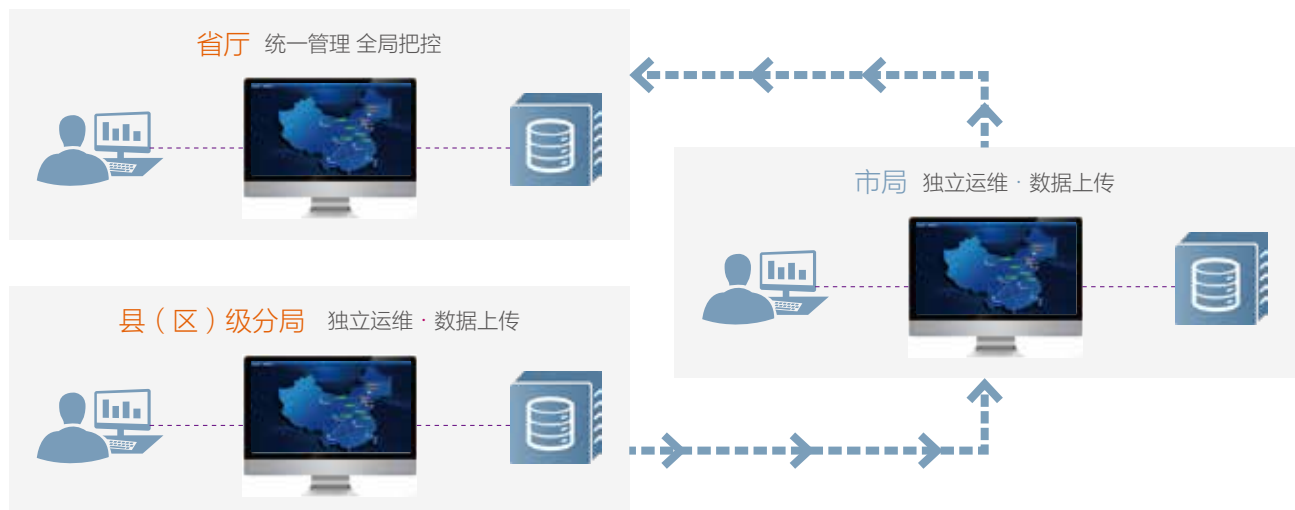 省厅 统一管理 全局把控
市局 独立运维 · 数据上传
县（区）级分局 独立运维 · 数据上传